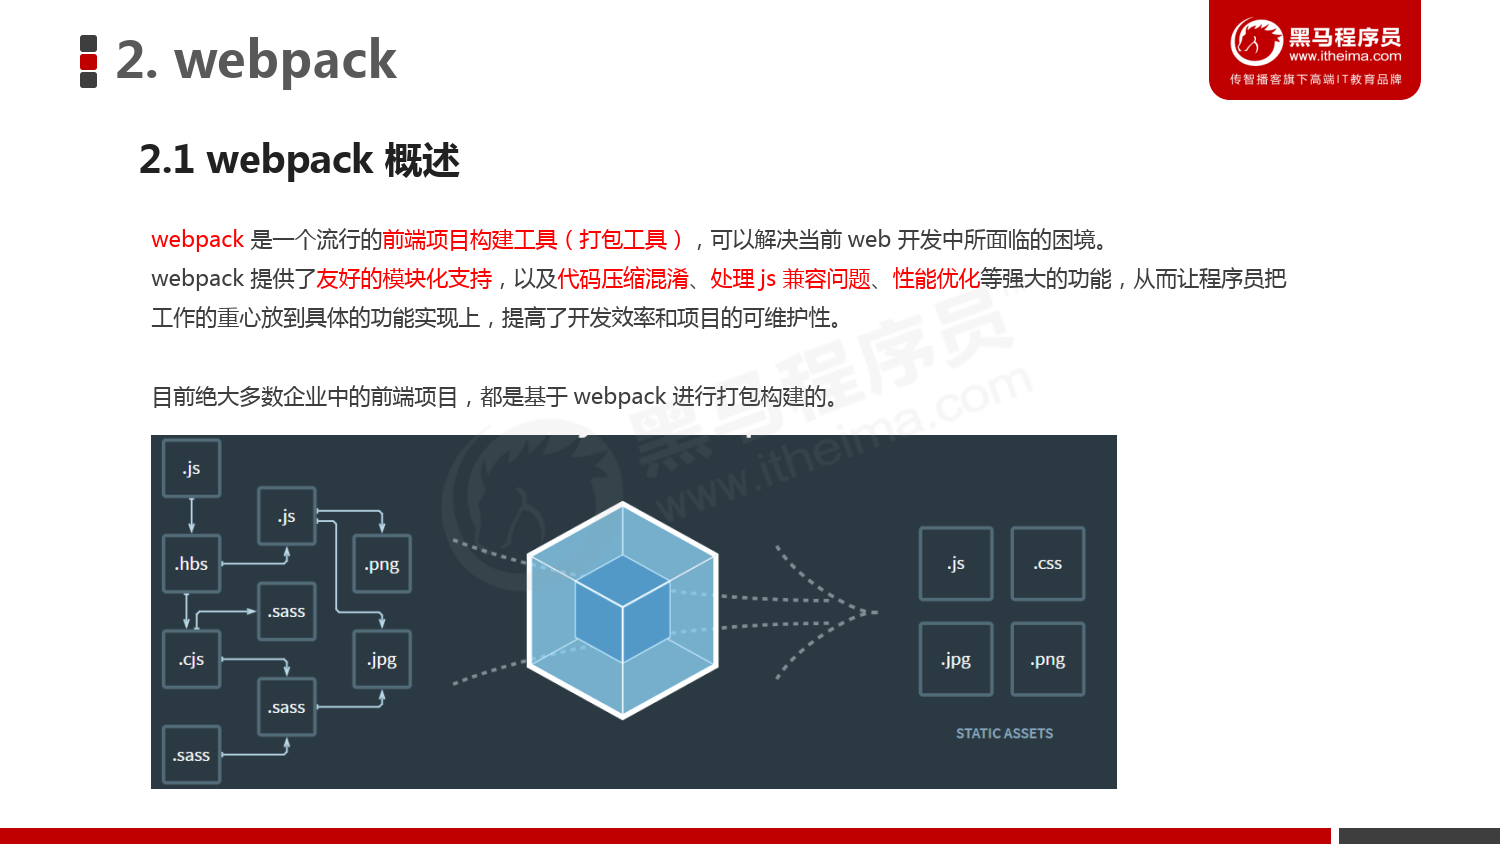 2. webpack
黑马程序员
www.itheima.com
传智播客旗下高端IT教育品牌
2.1 webpack 概述
webpack 是一个流行的前端项目构建工具（打包工具），可以解决当前 web 开发中所面临的困境。
webpack 提供了友好的模块化支持，以及代码压缩混淆、处理 js 兼容问题、性能优化等强大的功能，从而让程序员把
工作的重心放到具体的功能实现上，提高了开发效率和项目的可维护性。
目前绝大多数企业中的前端项目，都是基于 webpack 进行打包构建的。
黑马程序员
www.itheima.com
.js
.js
.hbs
.png
.sass
.cjs
.jpg
.sass
.sass
.js
.css
.jpg
.png
STATIC ASSETS